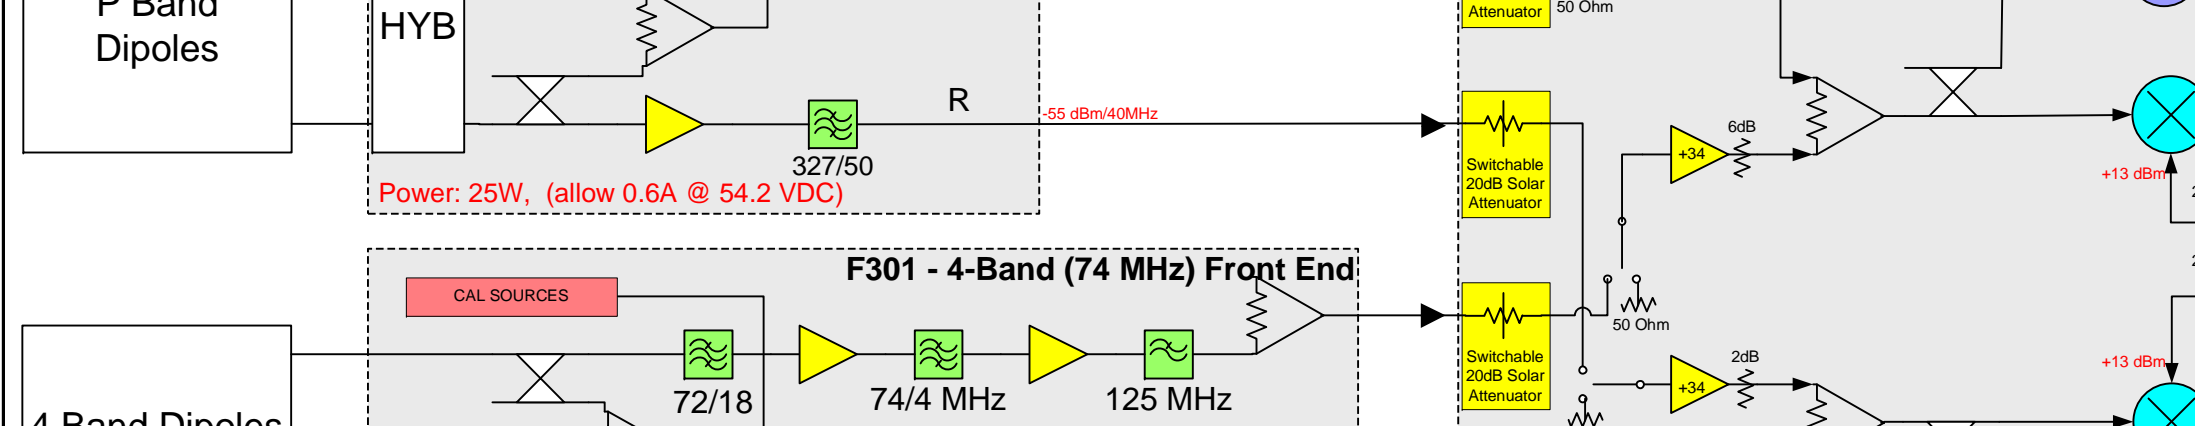 P Band
Dipoles
HYB
R
-55 dBm/40MHz
327/50
Power: 25W,  (allow 0.6A @ 54.2 VDC)
Attenuator
50 Ohm
Switchable
20dB Solar
Attenuator
+34
6dB
+13 dBm
F301 - 4-Band (74 MHz) Front End
CAL SOURCES
72/18
74/4 MHz
125 MHz
4 Band Dipoles
Switchable
20dB Solar
Attenuator
50 Ohm
+34
2dB
+13 dBm